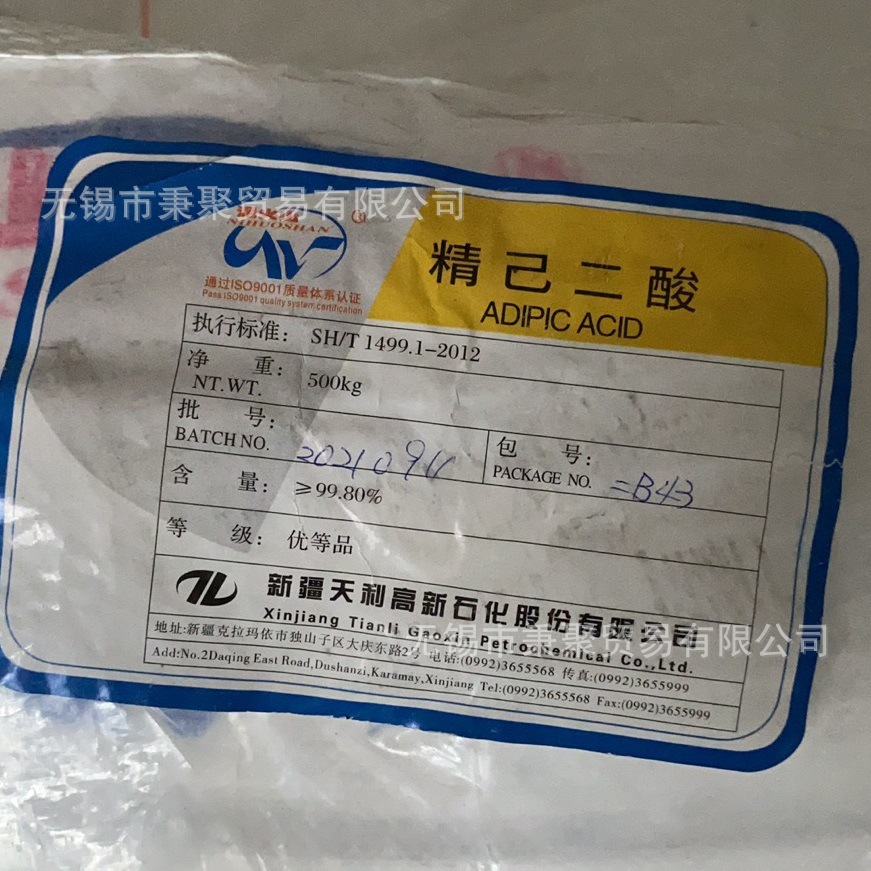 无锡市秉聚贸易有限公司
NIHUOSHAN
®
通过ISO9001质量体系认证
Pass ISO9001 quality system certification
精己二酸
ADIPIC ACID
执行标准: SH/T 1499.1-2012
净 重: 500kg
NT.WT.
批 号:
BATCH NO.
包 号:
PACKAGE NO. =B43
含 量: ≥99.80%
等 级: 优等品
TL 新疆天利高新石化股份有限公司
Xinjiang Tianli Gaoxin Petrochemical Co.,Ltd.
无锡市秉聚贸易有限公司
地址:新疆克拉玛依市独山子区大庆东路2号 电话:(0992)3655568 传真:(0992)3655999
Add:No.2Daqing East Road,Dushanzi,Karamay,Xinjiang Tel:(0992)3655568 Fax:(0992)3655999